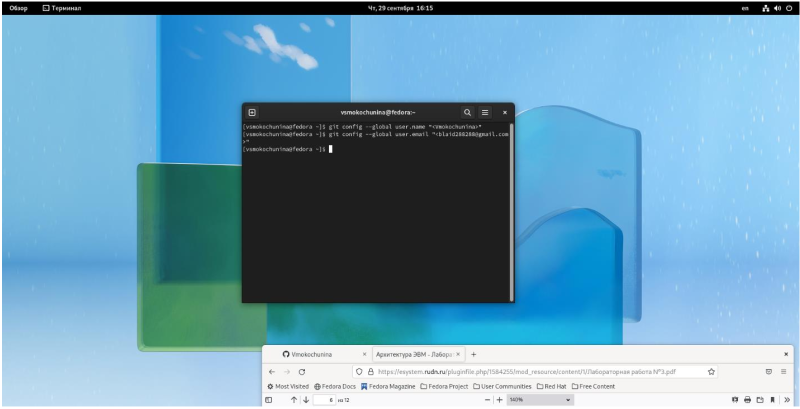 Обзор
Терминал
Чт, 29 сентября 16:15
en
vsmokochunina@fedora:~
[vsmokochunina@fedora ~]$ git config --global user.name "<Vmokochunina>"
[vsmokochunina@fedora ~]$ git config --global user.email "<blaid288288@gmail.com
>"
[vsmokochunina@fedora ~]$
Vmokochunina
Архитектура ЭВМ - Лабора
https://esystem.rudn.ru/pluginfile.php/1584255/mod_resource/content/1/Лабораторная работа №3.pdf
Most Visited Fedora Docs Fedora Magazine Fedora Project User Communities Red Hat Free Content
6 из 12
140%